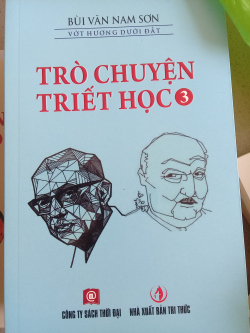 BÙI VĂN NAM SƠN
VỚT HƯƠNG DƯỚI ĐẤT
TRÒ CHUYỆN
TRIẾT HỌC 3
CÔNG TY SÁCH THỜI ĐẠI NHÀ XUẤT BẢN TRI THỨC